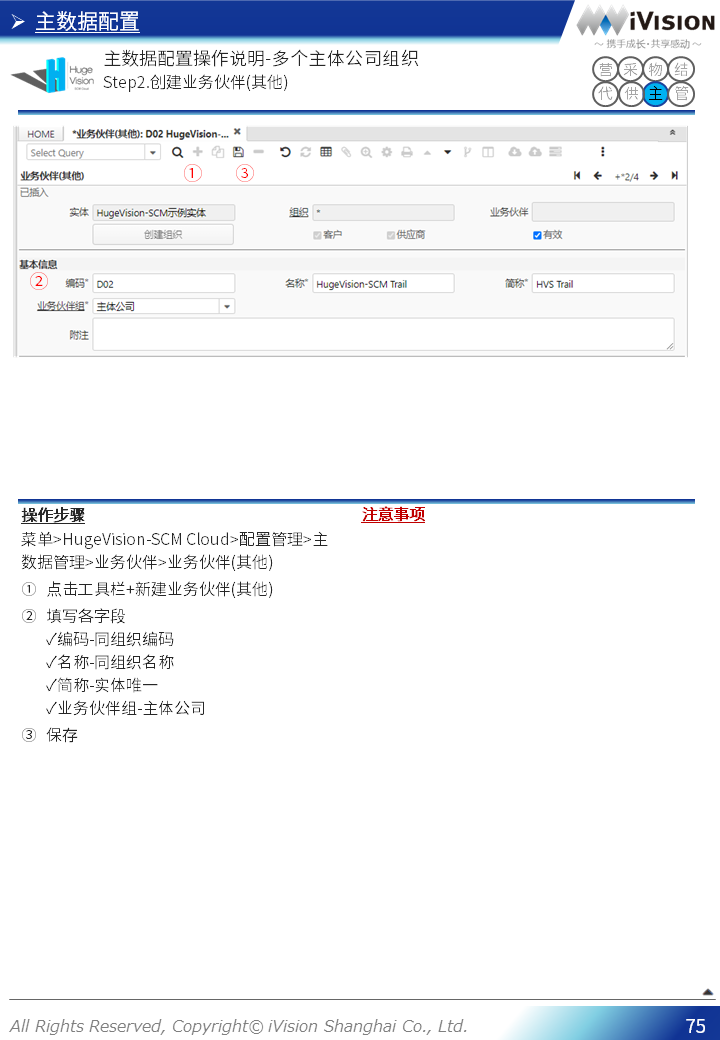 主数据配置
iVISION
～ 携手成长·共享感动 ～
Huge
Vision
主数据配置操作说明-多个主体公司组织
Step2.创建业务伙伴(其他)
营 采 物 结
代 供 主 管
HOME *业务伙伴(其他): D02 HugeVision-...
Select Query
① ③
业务伙伴(其他) +*2/4
已插入
实体 HugeVision-SCM示例实体 组织 * 业务伙伴
创建组织 客户 供应商 有效
基本信息
② 编码* D02 名称* HugeVision-SCM Trail 简称* HVS Trail
业务伙伴组* 主体公司
附注
操作步骤
注意事项
菜单>HugeVision-SCM Cloud>配置管理>主
数据管理>业务伙伴>业务伙伴(其他)
① 点击工具栏+新建业务伙伴(其他)
② 填写各字段
✓编码-同组织编码
✓名称-同组织名称
✓简称-实体唯一
✓业务伙伴组-主体公司
③ 保存
All Rights Reserved, Copyright© iVision Shanghai Co., Ltd.
75